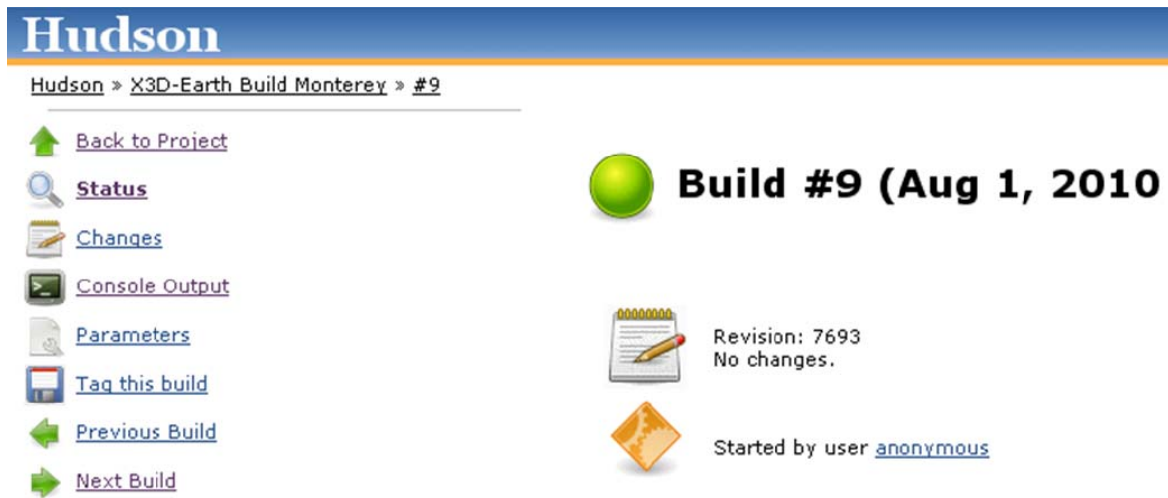 Hudson
Hudson » X3D-Earth Build Monterey » #9
Back to Project
Status
Changes
Console Output
Parameters
Tag this build
Previous Build
Next Build
Build #9 (Aug 1, 2010
Revision: 7693
No changes.
Started by user anonymous